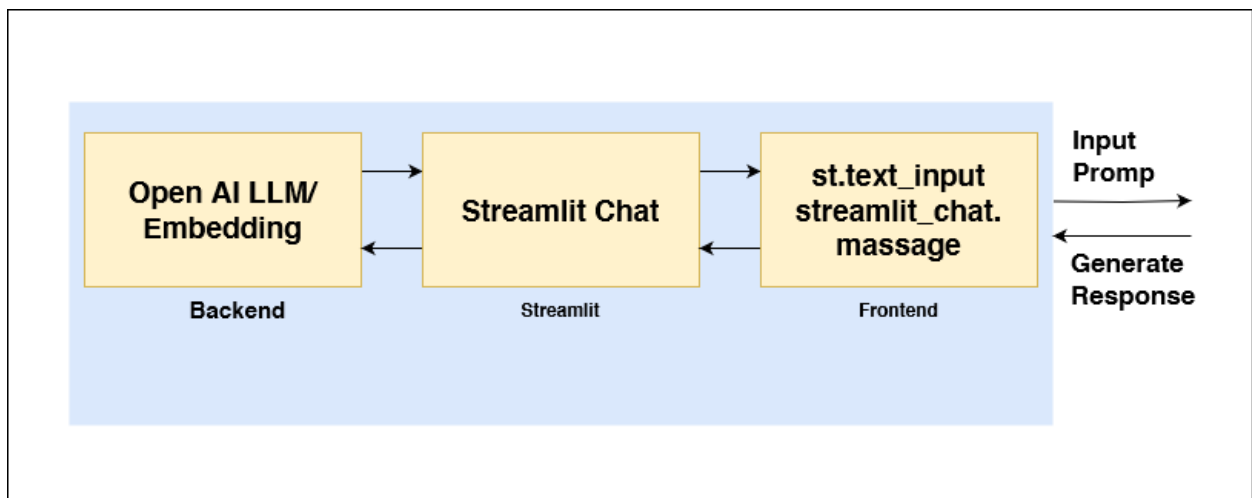 Open AI LLM/
Embedding
Backend
Streamlit Chat
Streamlit
st.text_input
streamlit_chat.
massage
Frontend
Input
Promp
Generate
Response